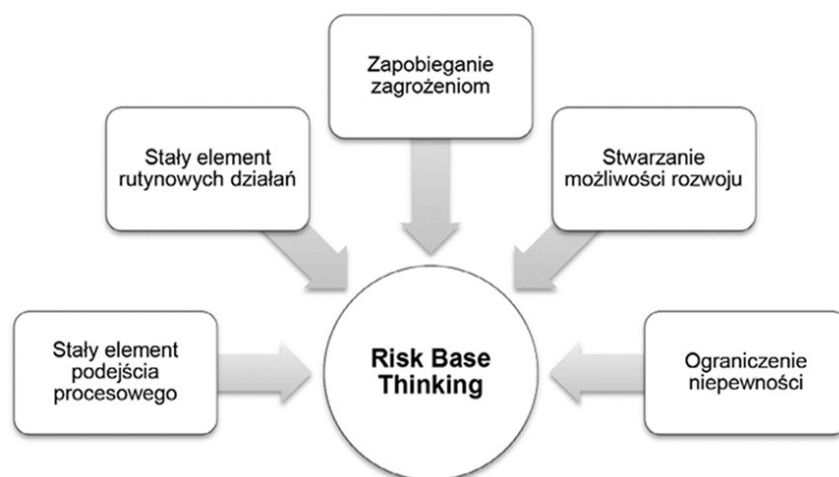 Zapobieganie
zagrożeniom
Stały element
rutynowych działań
Stwarzanie
możliwości rozwoju
Stały element
podejścia
procesowego
Risk Base
Thinking
Ograniczenie
niepewności